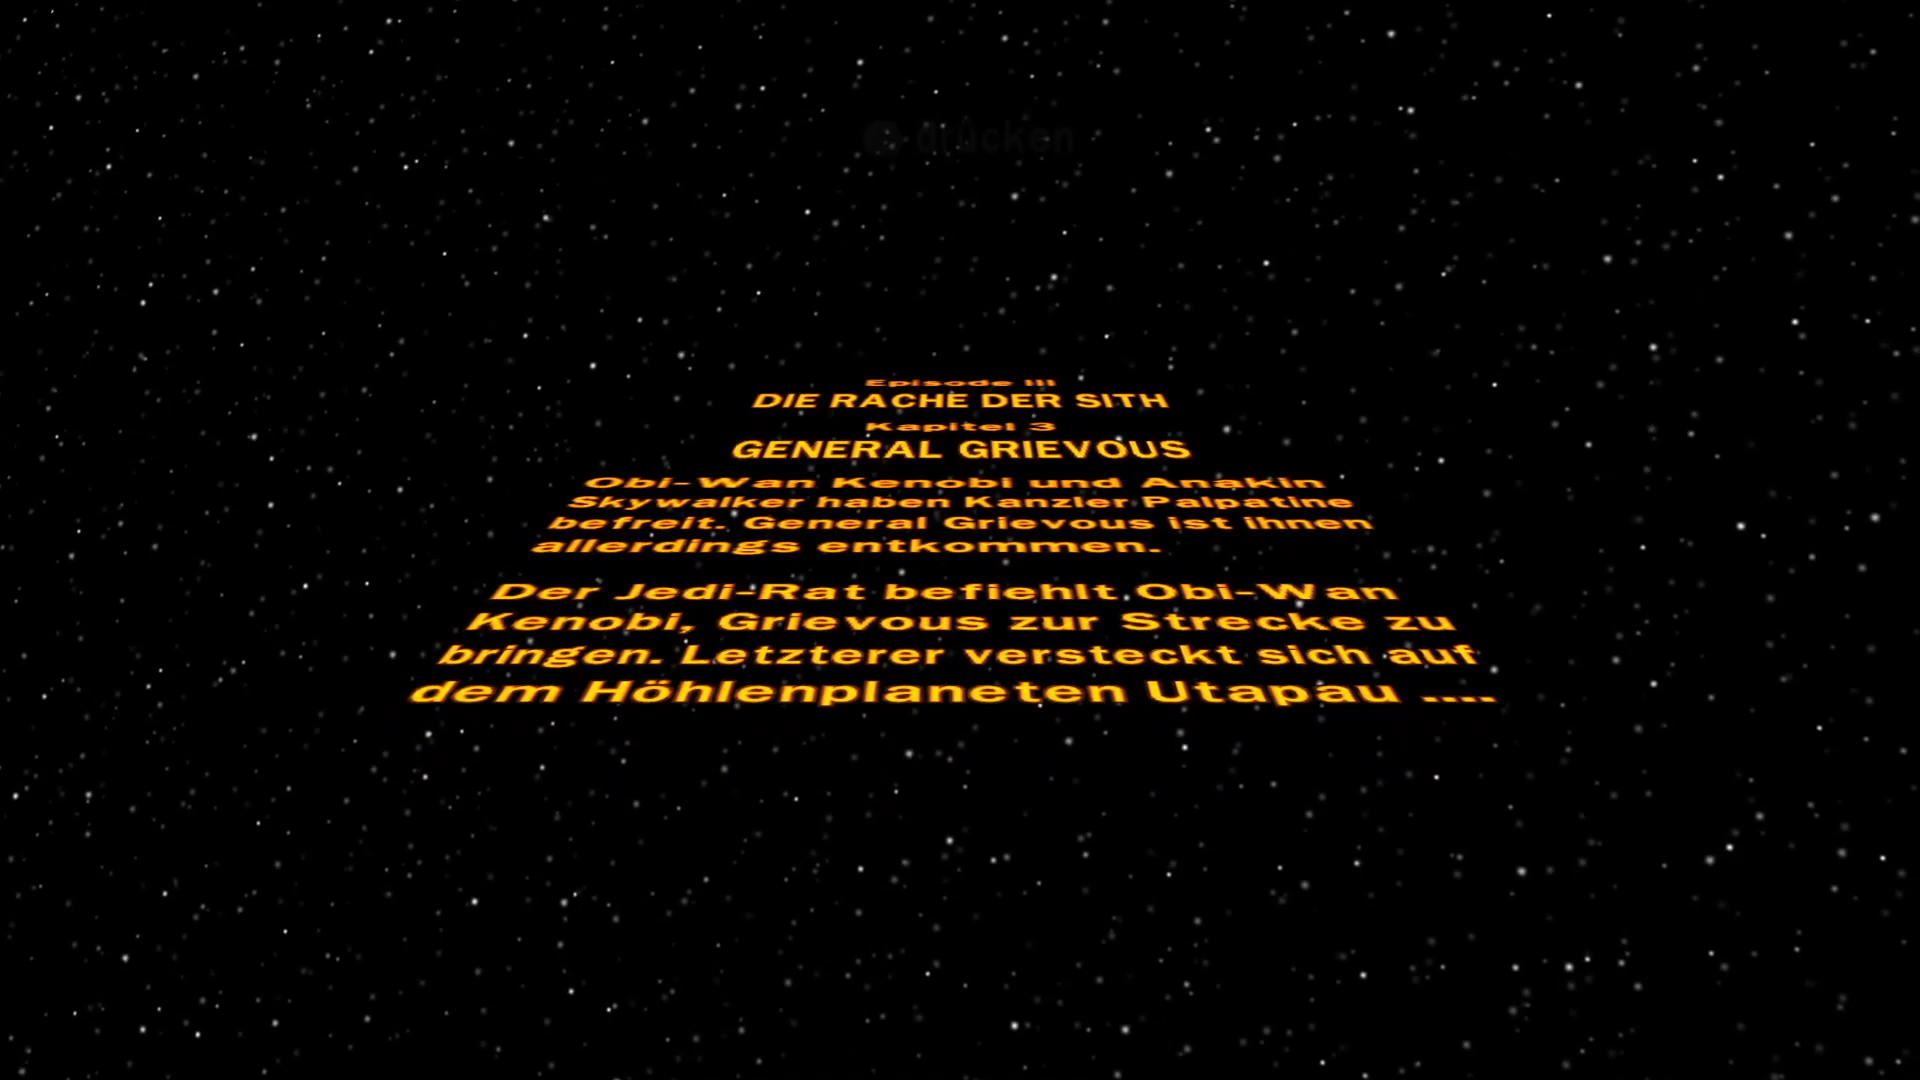 drücken
Episode III
DIE RACHE DER SITH
Kapitel 3
GENERAL GRIEVOUS
Obi-Wan Kenobi und Anakin
Skywalker haben Kanzler Palpatine
befreit. General Grievous ist ihnen
allerdings entkommen.
Der Jedi-Rat befiehlt Obi-Wan
Kenobi, Grievous zur Strecke zu
bringen. Letzterer versteckt sich auf
dem Höhlenplaneten Utapau ....